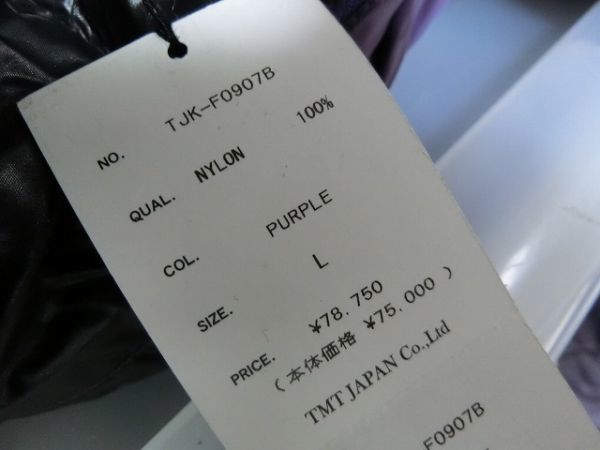 NO. TJK-F0907B
QUAL. NYLON 100%
COL. PURPLE
SIZE. L
PRICE. ¥78.750
(本体価格 ¥75.000)
TMT JAPAN Co.,Ltd
F0907B